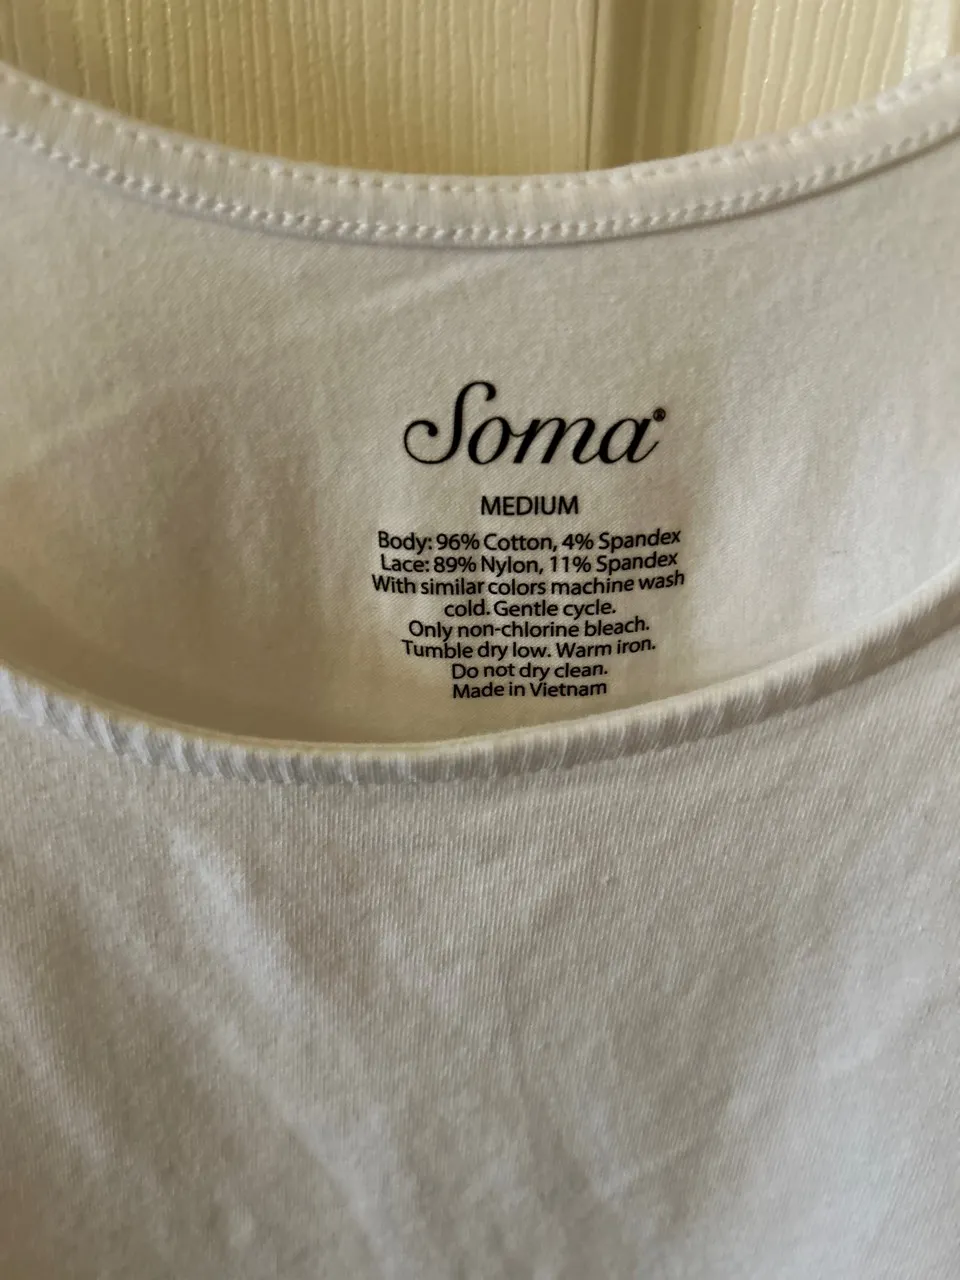 Soma®
MEDIUM
Body: 96% Cotton, 4% Spandex
Lace: 89% Nylon, 11% Spandex
With similar colors machine wash
cold. Gentle cycle.
Only non-chlorine bleach.
Tumble dry low. Warm iron.
Do not dry clean.
Made in Vietnam